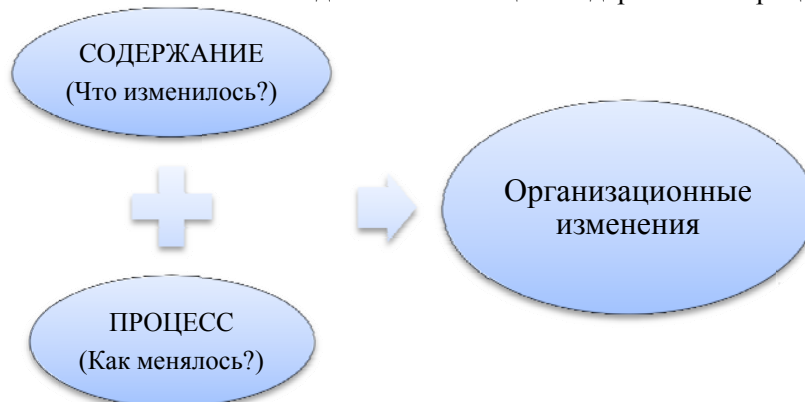 СОДЕРЖАНИЕ
(Что изменилось?)
Организационные
изменения
ПРОЦЕСС
(Как менялось?)